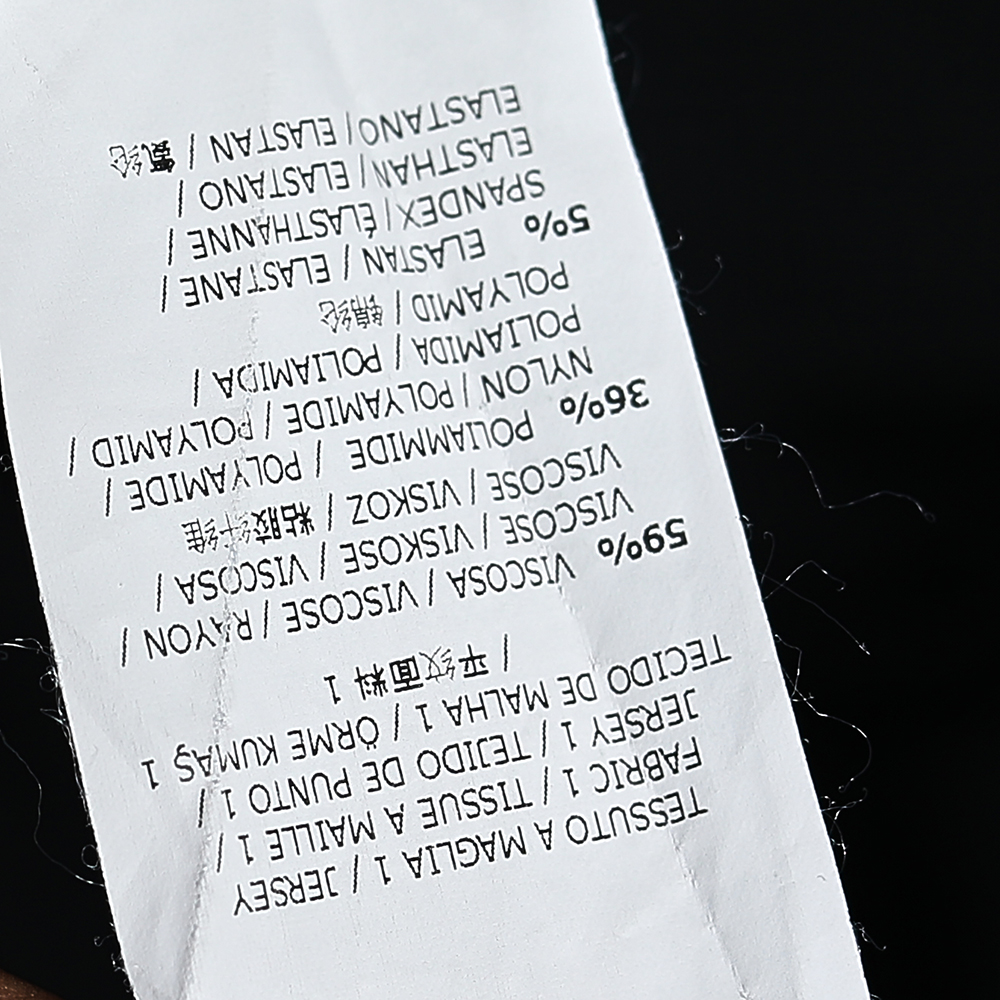 TESSUTO A MAGLIA 1 / JERSEY
FABRIC 1 / TISSUE A MAILLE 1 /
JERSEY 1 / TEJIDO DE PUNTO 1 /
TECIDO DE MALHA 1 / ÖRME KUMAŞ 1
/ 平纹面料 1
59% VISCOSA / VISCOSE / RAYON /
VISCOSE / VISKOSE / VISCOSA /
VISCOSE / VISKOZ / 粘胶纤维
36% POLIAMMIDE / POLYAMIDE /
NYLON / POLYAMIDE / POLYAMID /
POLIAMIDA / POLIAMIDA /
POLYAMID / 锦纶
5% ELASTAN / ELASTANE /
SPANDEX / ÉLASTHANNE /
ELASTHAN / ELASTANO /
ELASTANO / ELASTAN / 氨纶